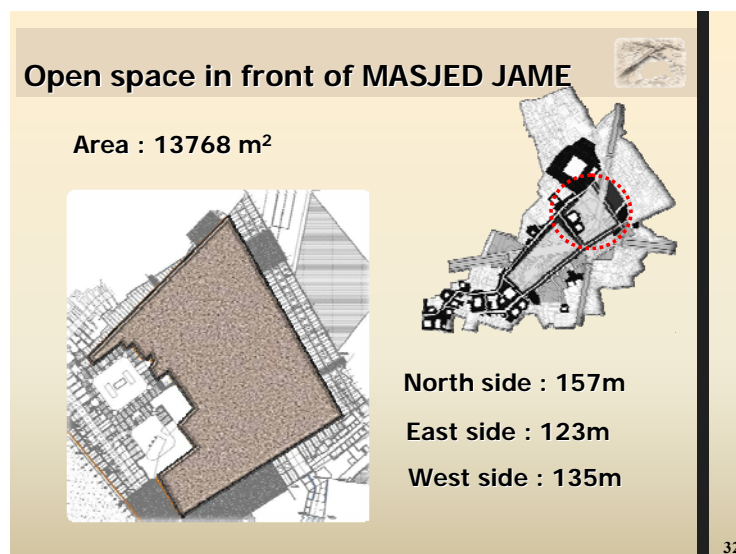 Open space in front of MASJED JAME
Area : 13768 m²
North side : 157m
East side : 123m
West side : 135m
32